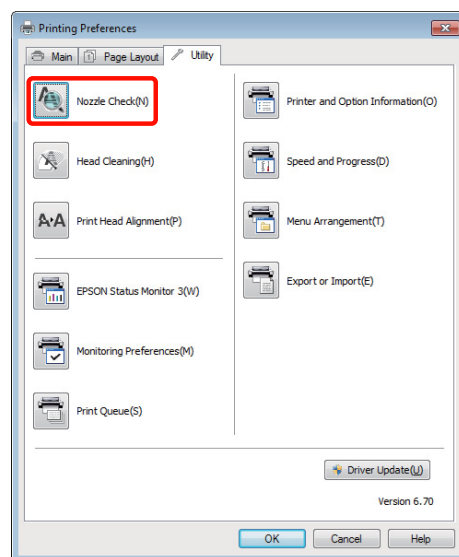 Printing Preferences
Main
Page Layout
Utility
Nozzle Check(N)
Printer and Option Information(O)
Head Cleaning(H)
Speed and Progress(D)
A·A
Print Head Alignment(P)
Menu Arrangement(T)
EPSON Status Monitor 3(W)
Export or Import(E)
Monitoring Preferences(M)
Print Queue(S)
Driver Update(U)
Version 6.70
OK
Cancel
Help